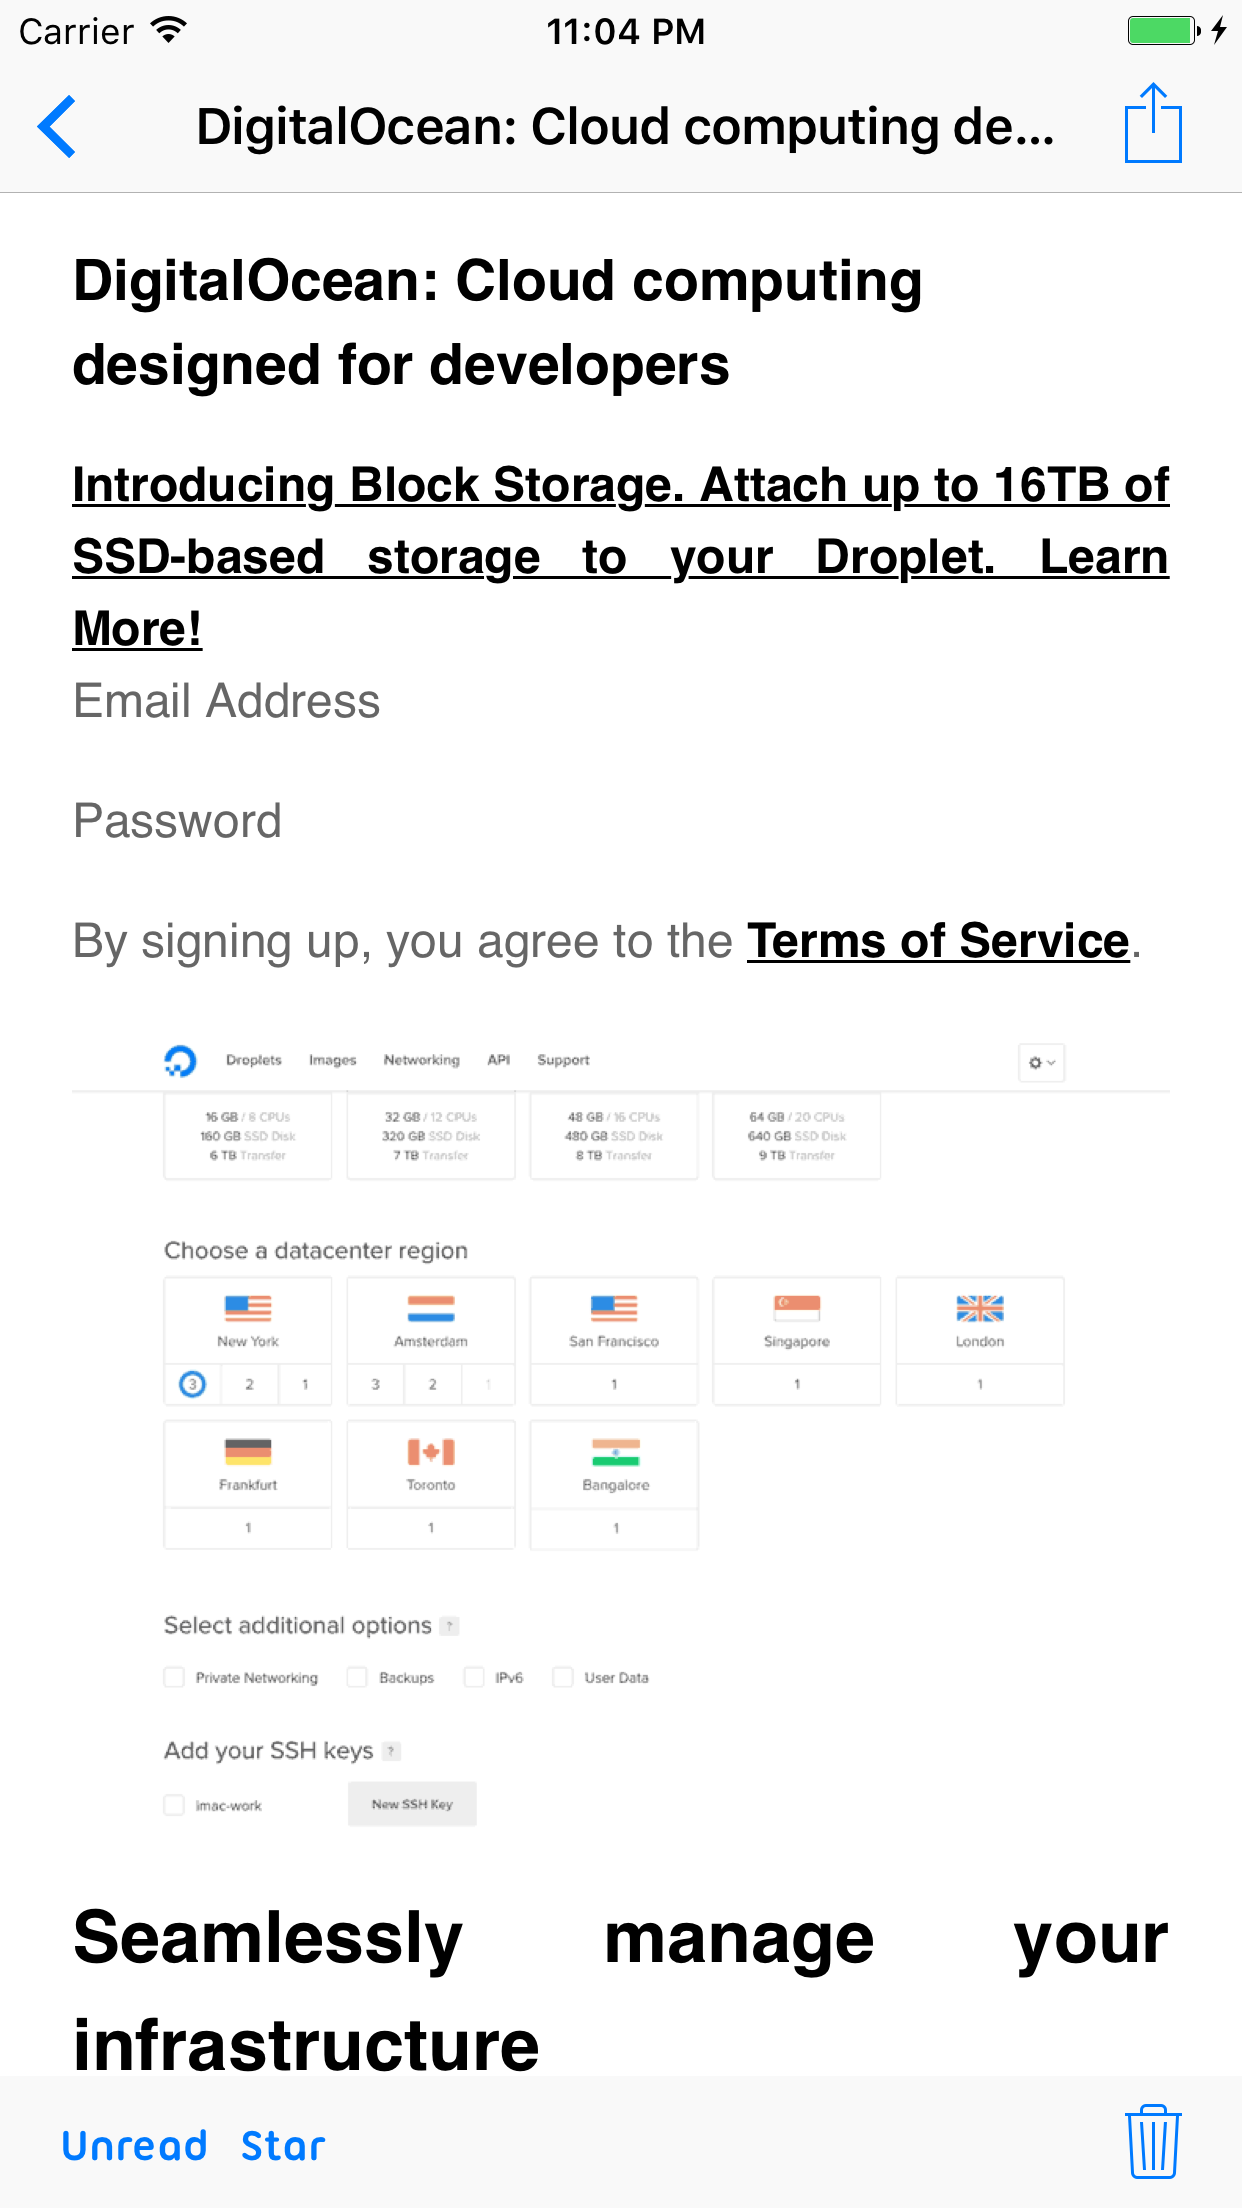 Carrier 11:04 PM
DigitalOcean: Cloud computing de...
DigitalOcean: Cloud computing
designed for developers
Introducing Block Storage. Attach up to 16TB of
SSD-based storage to your Droplet. Learn
More!
Email Address
Password
By signing up, you agree to the Terms of Service.
Droplets Images Networking API Support
16 GB / 8 CPUs 32 GB / 12 CPUs 48 GB / 16 CPUs 64 GB / 20 CPUs
160 GB SSD Disk 320 GB SSD Disk 480 GB SSD Disk 640 GB SSD Disk
6 TB Transfer 7 TB Transfer 8 TB Transfer 9 TB Transfer
Choose a datacenter region
New York Amsterdam San Francisco Singapore London
3 2 1 3 2 1 1 1 1
Frankfurt Toronto Bangalore
1 1 1
Select additional options ?
Private Networking Backups IPv6 User Data
Add your SSH keys ?
imac-work New SSH Key
Seamlessly manage your
infrastructure
Unread Star